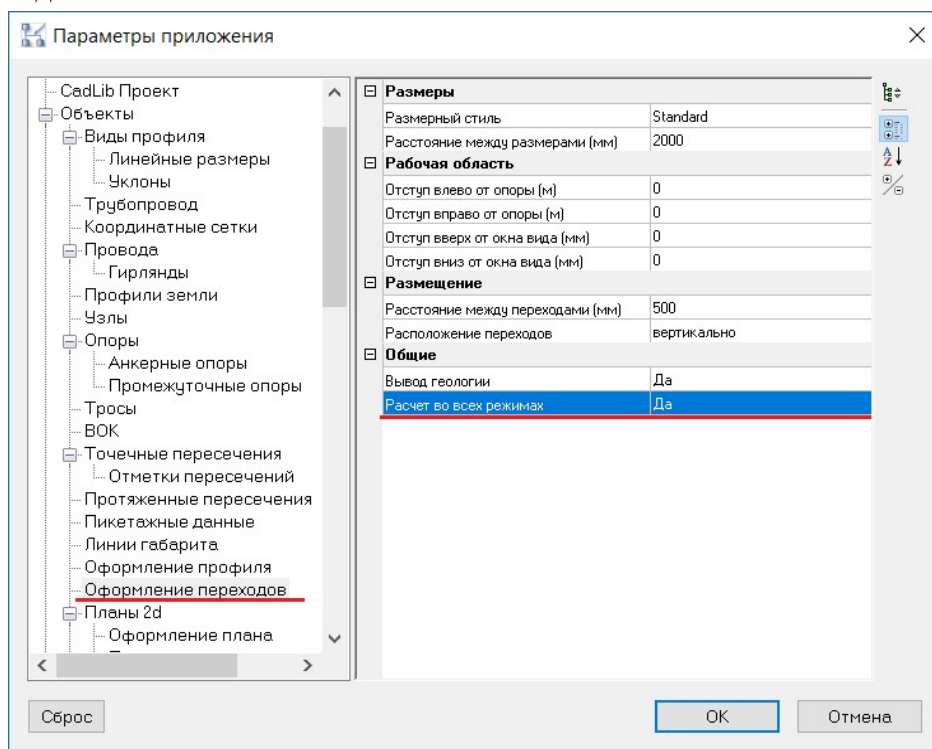 Параметры приложения
CadLib Проект
Объекты
Виды профиля
Линейные размеры
Уклоны
Трубопровод
Координатные сетки
Провода
Гирлянды
Профили земли
Узлы
Опоры
Анкерные опоры
Промежуточные опоры
Тросы
ВОК
Точечные пересечения
Отметки пересечений
Протяженные пересечения
Пикетажные данные
Линии габарита
Оформление профиля
Оформление переходов
Планы 2d
Оформление плана
Размеры
Размерный стиль Standard
Расстояние между размерами (мм) 2000
Рабочая область
Отступ влево от опоры (м) 0
Отступ вправо от опоры (м) 0
Отступ вверх от окна вида (мм) 0
Отступ вниз от окна вида (мм) 0
Размещение
Расстояние между переходами (мм) 500
Расположение переходов вертикально
Общие
Вывод геологии Да
Расчет во всех режимах Да
Сброс
OK
Отмена